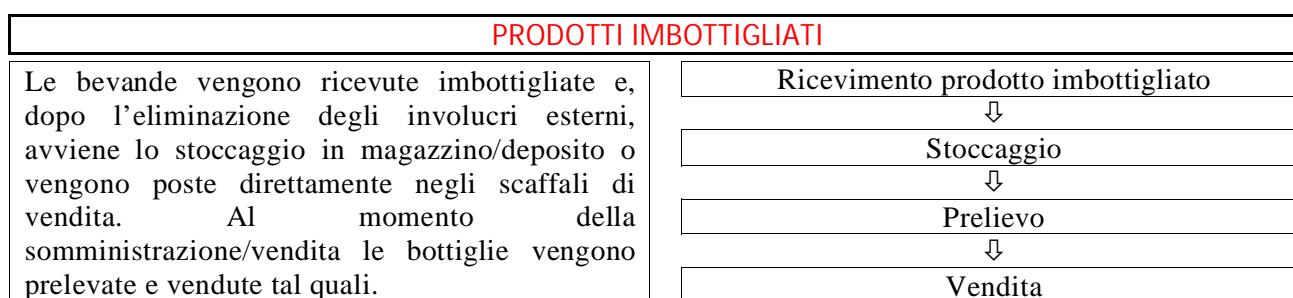 PRODOTTI IMBOTTIGLIATI
Le bevande vengono ricevute imbottigliate e,
dopo l'eliminazione degli involucri esterni,
avviene lo stoccaggio in magazzino/deposito o
vengono poste direttamente negli scaffali di
vendita. Al momento della
somministrazione/vendita le bottiglie vengono
prelevate e vendute tal quali.
Ricevimento prodotto imbottigliato
⇩
Stoccaggio
⇩
Prelievo
⇩
Vendita